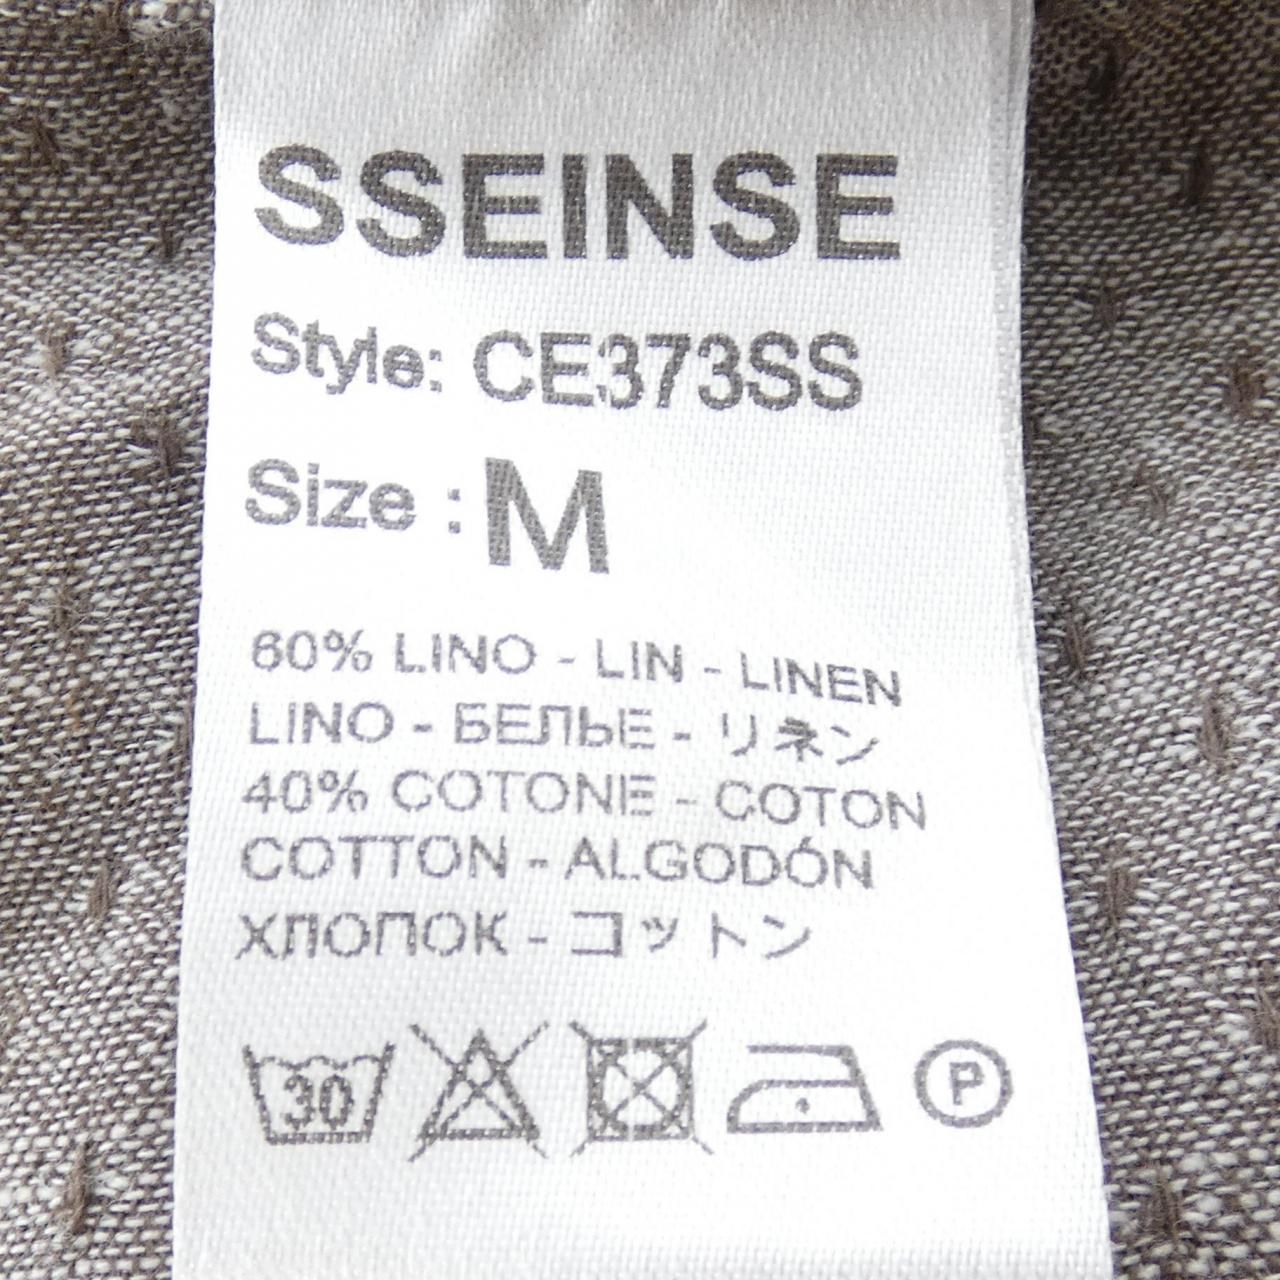 SSEINSE
Style: CE373SS
Size : M
60% LINO - LIN - LINEN
LINO - БЕЛЬЕ - リネン
40% COTONE - COTON
COTTON - ALGODÓN
ХЛОПОК - コットン
30
P